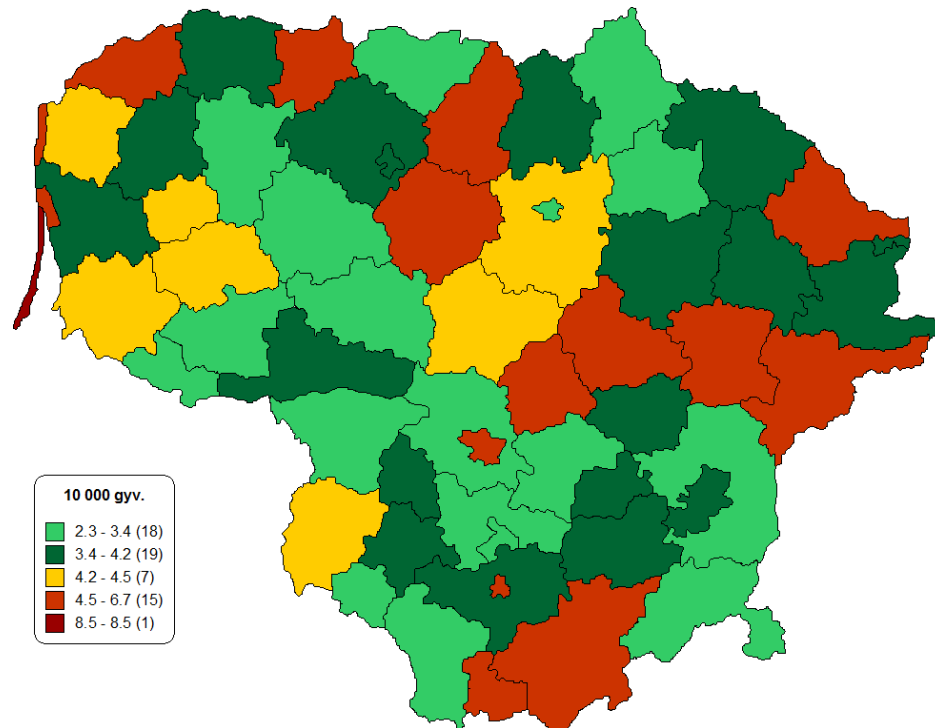 10 000 gyv.
2.3 - 3.4 (18)
3.4 - 4.2 (19)
4.2 - 4.5 (7)
4.5 - 6.7 (15)
8.5 - 8.5 (1)